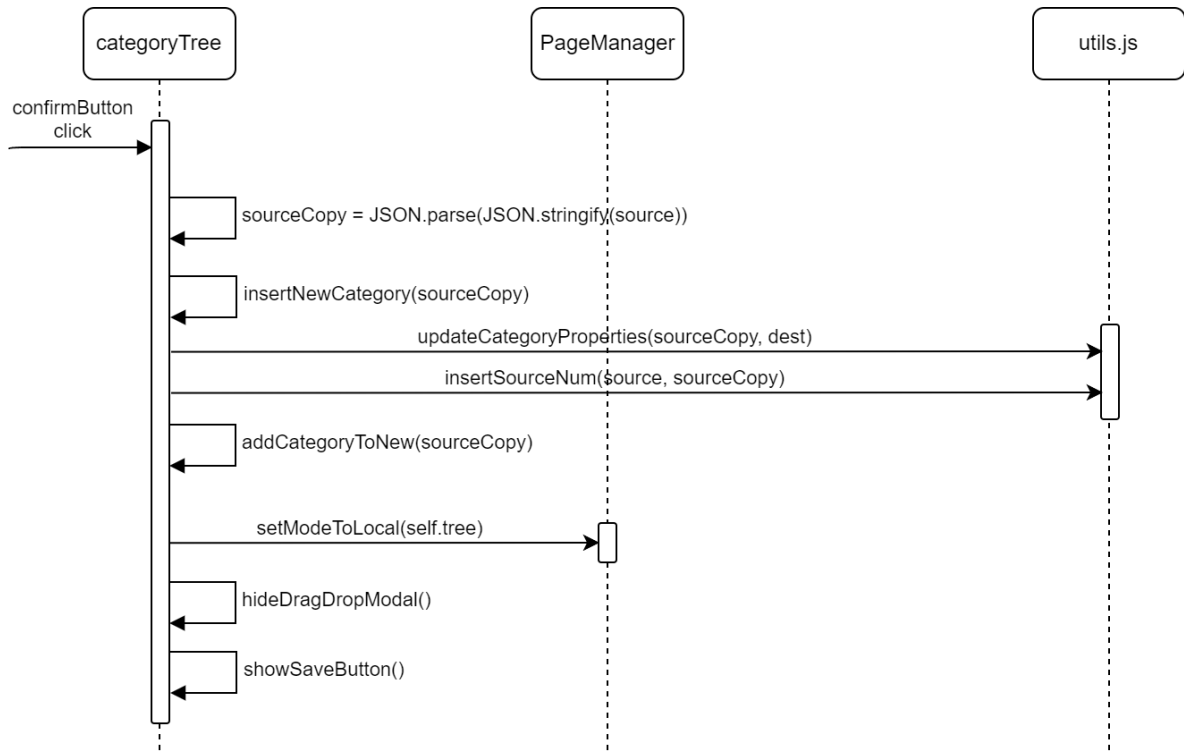 categoryTree
PageManager
utils.js
confirmButton
click
sourceCopy = JSON.parse(JSON.stringify(source))
insertNewCategory(sourceCopy)
updateCategoryProperties(sourceCopy, dest)
insertSourceNum(source, sourceCopy)
addCategoryToNew(sourceCopy)
setModeToLocal(self.tree)
hideDragDropModal()
showSaveButton()